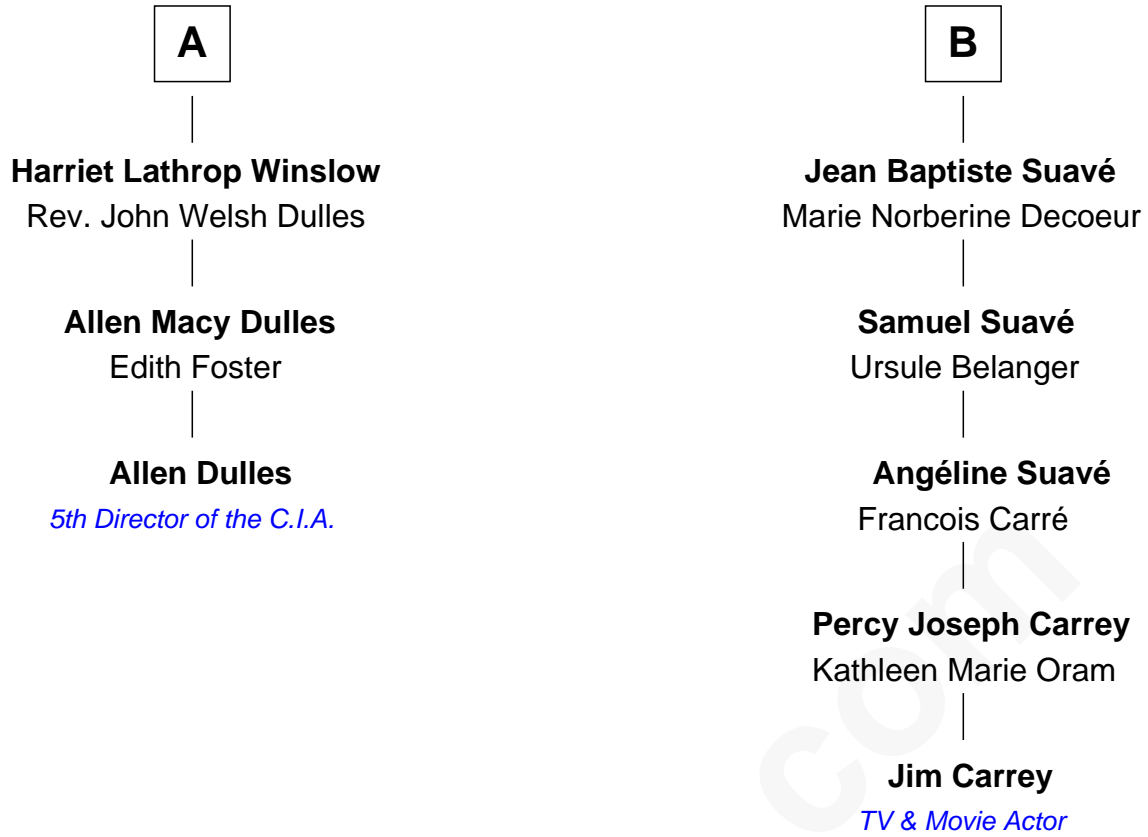 A
Harriet Lathrop Winslow
Rev. John Welsh Dulles
Allen Macy Dulles
Edith Foster
Allen Dulles
5th Director of the C.I.A.
B
Jean Baptiste Suavé
Marie Norberine Decoeur
Samuel Suavé
Ursule Belanger
Angéline Suavé
Francois Carré
Percy Joseph Carrey
Kathleen Marie Oram
Jim Carrey
TV & Movie Actor
com